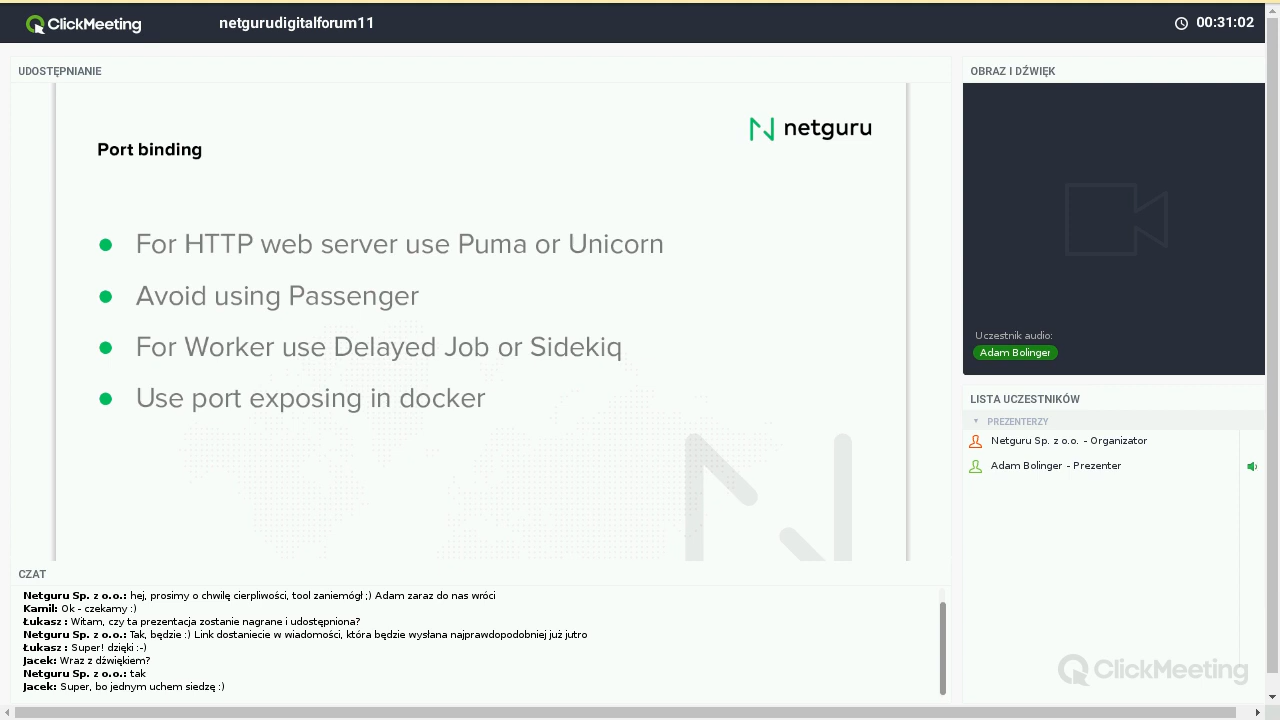 ClickMeeting
netgurudigitalforum11
00:31:02
UDOSTĘPNIANIE
netguru
Port binding
For HTTP web server use Puma or Unicorn
Avoid using Passenger
For Worker use Delayed Job or Sidekiq
Use port exposing in docker
CZAT
Netguru Sp. z o.o.: hej, prosimy o chwilę cierpliwości, tool zaniemógł ;) Adam zaraz do nas wróci
Kamil: Ok - czekamy :)
Łukasz : Witam, czy ta prezentacja zostanie nagrane i udostępniona?
Netguru Sp. z o.o.: Tak, będzie :) Link dostaniecie w wiadomości, która będzie wysłana najprawdopodobniej już jutro
Łukasz : Super! dzięki :-)
Jacek: Wraz z dźwiękiem?
Netguru Sp. z o.o.: tak
Jacek: Super, bo jednym uchem siedzę :)
OBRAZ I DŹWIĘK
Uczestnik audio:
Adam Bolinger
LISTA UCZESTNIKÓW
PREZENTERZY
Netguru Sp. z o.o. - Organizator
Adam Bolinger - Prezenter
ClickMeeting